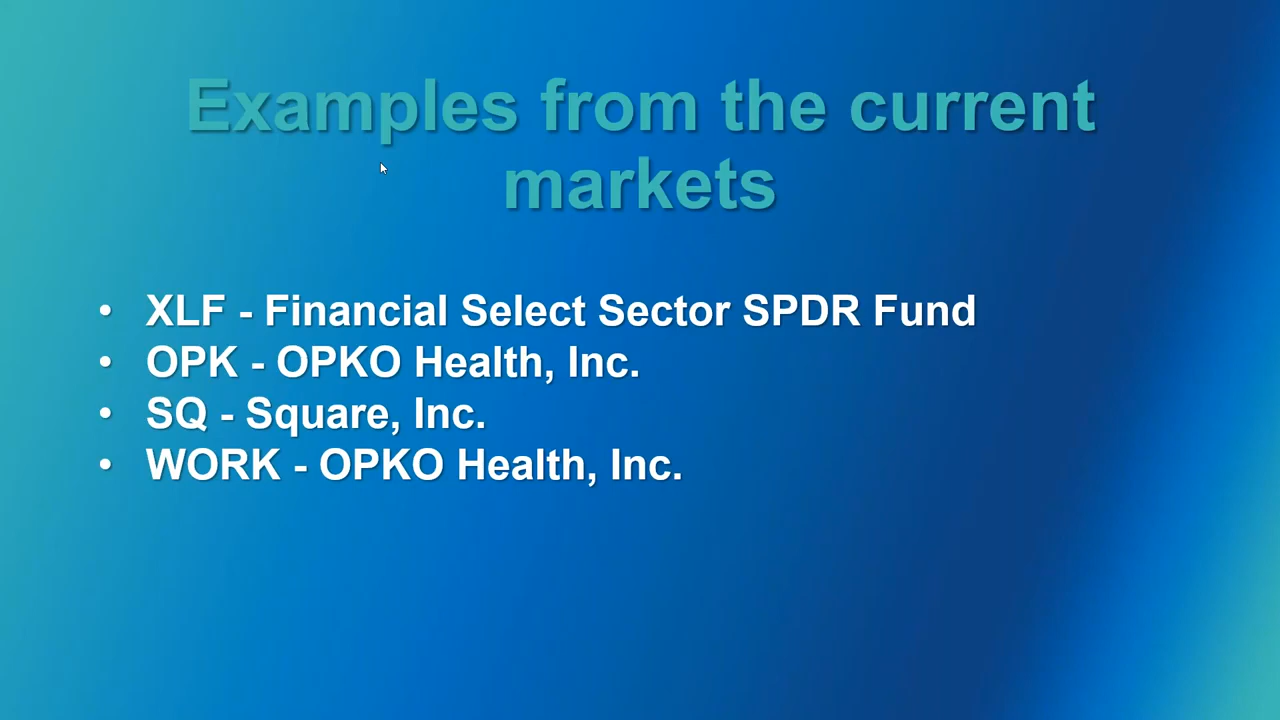 Examples from the current
markets
• XLF - Financial Select Sector SPDR Fund
• OPK - OPKO Health, Inc.
• SQ - Square, Inc.
• WORK - OPKO Health, Inc.